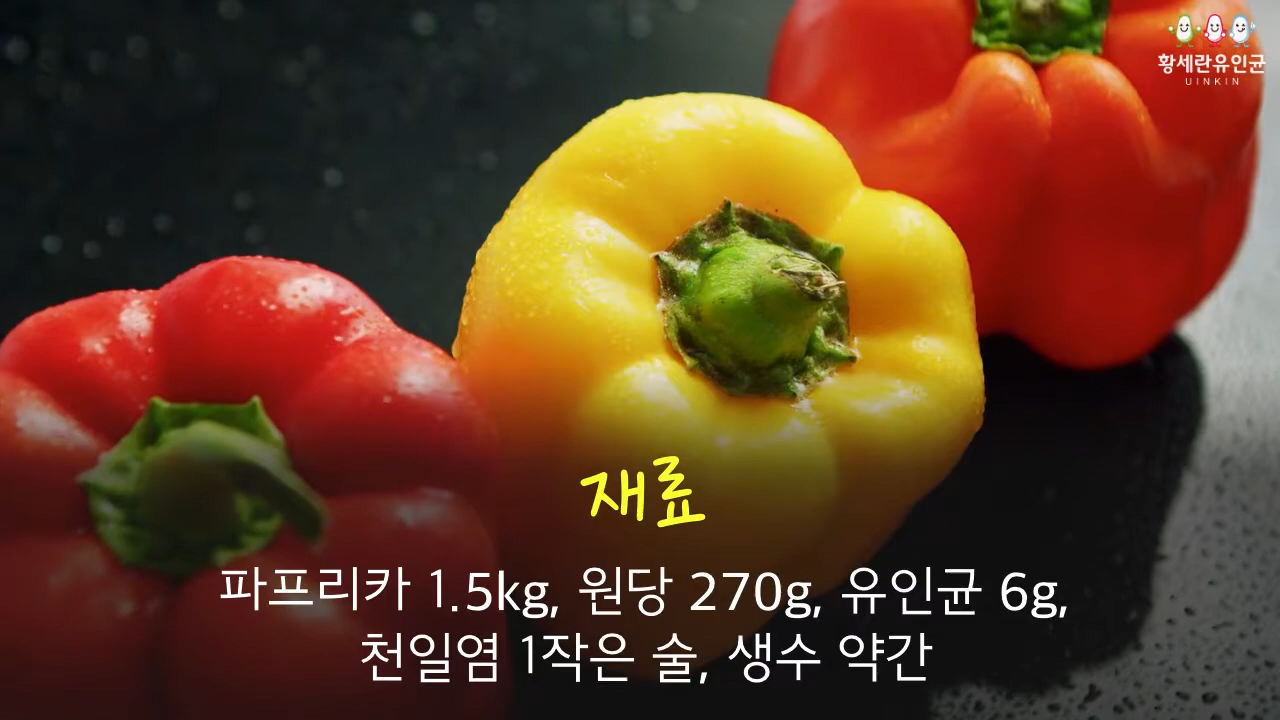 황세란유인균
UINKIN
재료
파프리카 1.5kg, 원당 270g, 유인균 6g,
천일염 1작은 술, 생수 약간